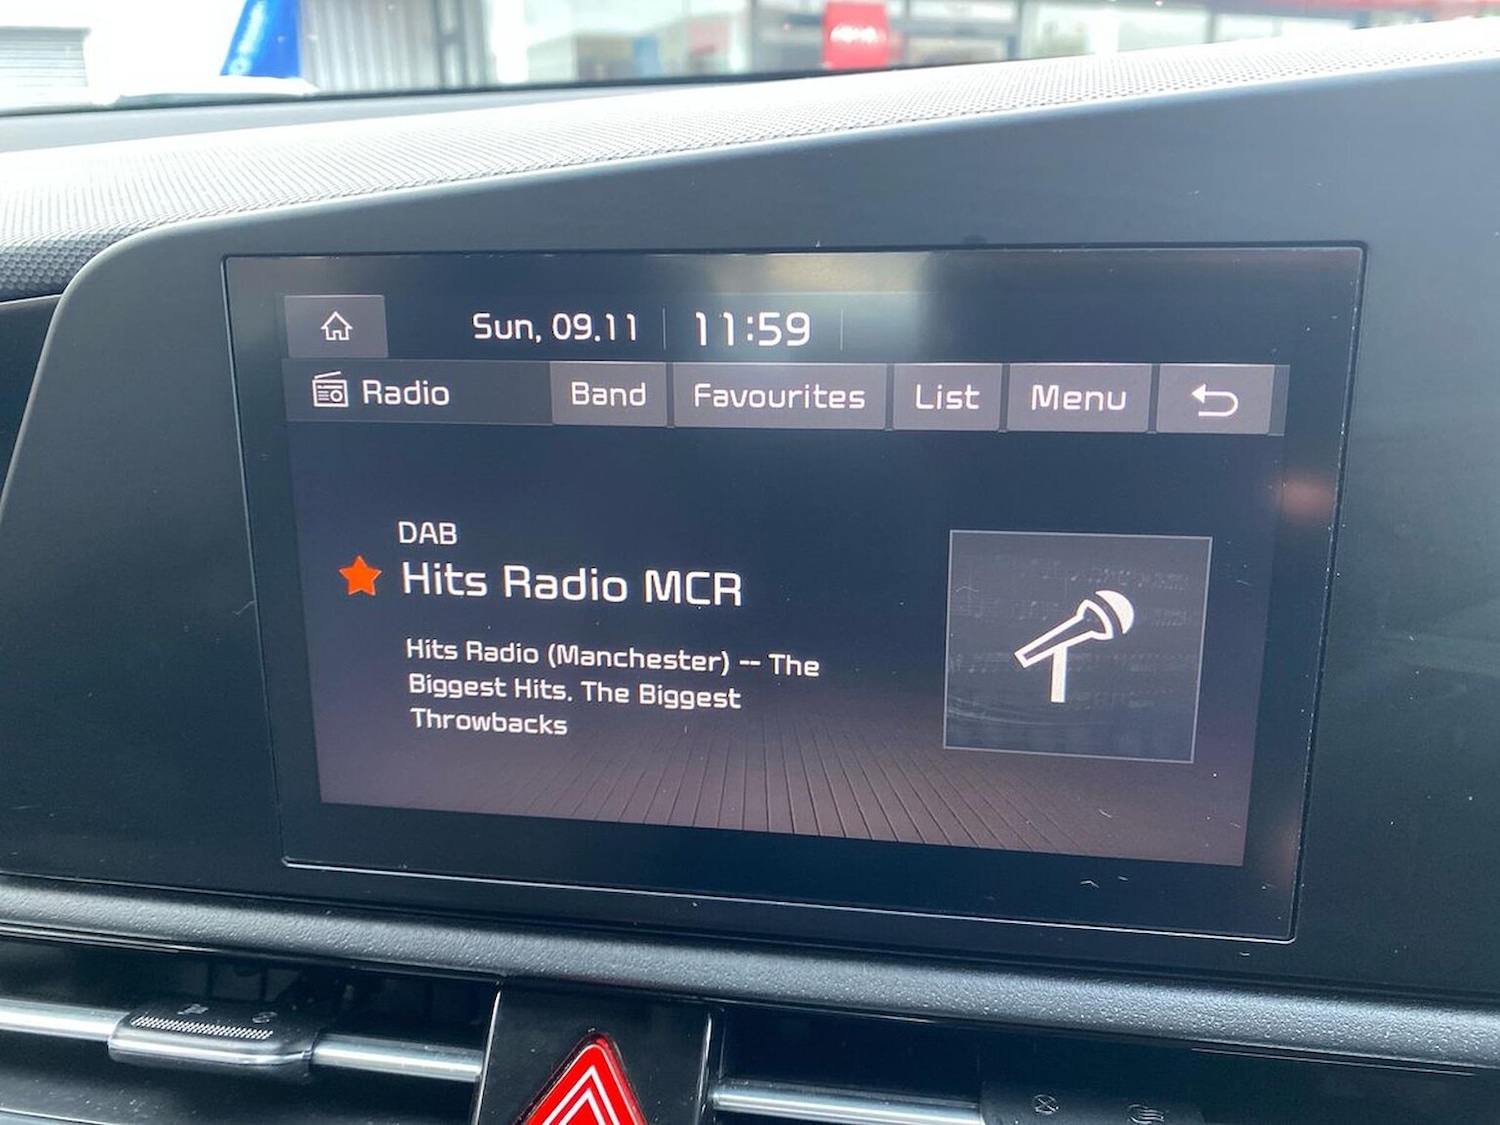 Sun, 09.11 11:59
Radio Band Favourites List Menu
DAB
Hits Radio MCR
Hits Radio (Manchester) -- The
Biggest Hits. The Biggest
Throwbacks